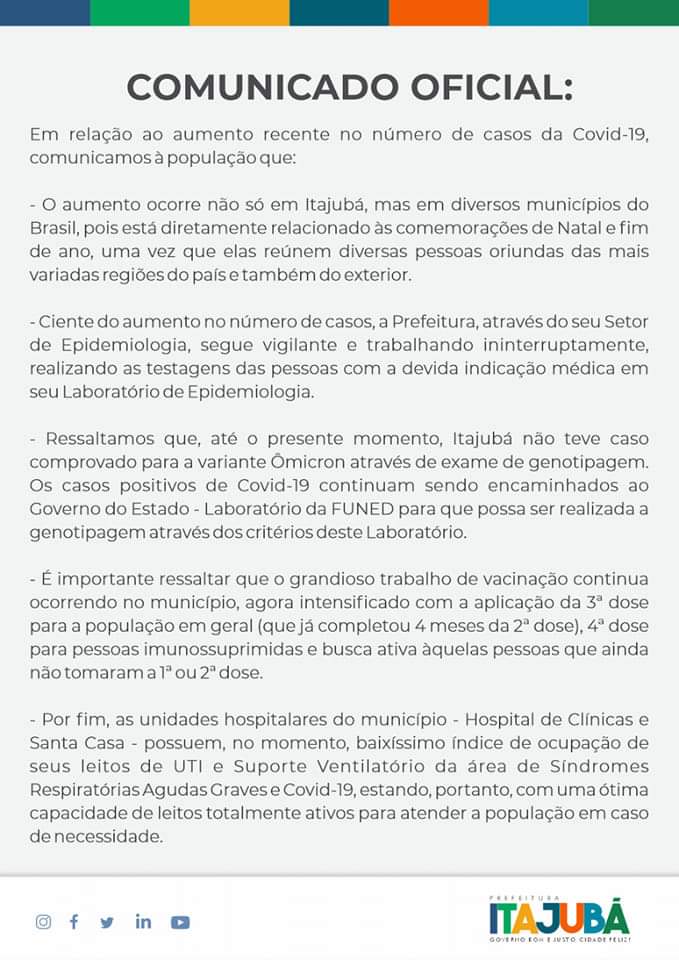 COMUNICADO OFICIAL:
Em relação ao aumento recente no número de casos da Covid-19,
comunicamos à população que:
- O aumento ocorre não só em Itajubá, mas em diversos municípios do
Brasil, pois está diretamente relacionado às comemorações de Natal e fim
de ano, uma vez que elas reúnem diversas pessoas oriundas das mais
variadas regiões do país e também do exterior.
- Ciente do aumento no número de casos, a Prefeitura, através do seu Setor
de Epidemiologia, segue vigilante e trabalhando ininterruptamente,
realizando as testagens das pessoas com a devida indicação médica em
seu Laboratório de Epidemiologia.
- Ressaltamos que, até o presente momento, Itajubá não teve caso
comprovado para a variante Ômicron através de exame de genotipagem.
Os casos positivos de Covid-19 continuam sendo encaminhados ao
Governo do Estado - Laboratório da FUNED para que possa ser realizada a
genotipagem através dos critérios deste Laboratório.
- É importante ressaltar que o grandioso trabalho de vacinação continua
ocorrendo no município, agora intensificado com a aplicação da 3ª dose
para a população em geral (que já completou 4 meses da 2ª dose), 4ª dose
para pessoas imunossuprimidas e busca ativa àquelas pessoas que ainda
não tomaram a 1ª ou 2ª dose.
- Por fim, as unidades hospitalares do município - Hospital de Clínicas e
Santa Casa - possuem, no momento, baixíssimo índice de ocupação de
seus leitos de UTI e Suporte Ventilatório da área de Síndromes
Respiratórias Agudas Graves e Covid-19, estando, portanto, com uma ótima
capacidade de leitos totalmente ativos para atender a população em caso
de necessidade.
PREFEITURA
ITAJUBÁ
GOVERNO BOM E JUSTO, CIDADE FELIZ!